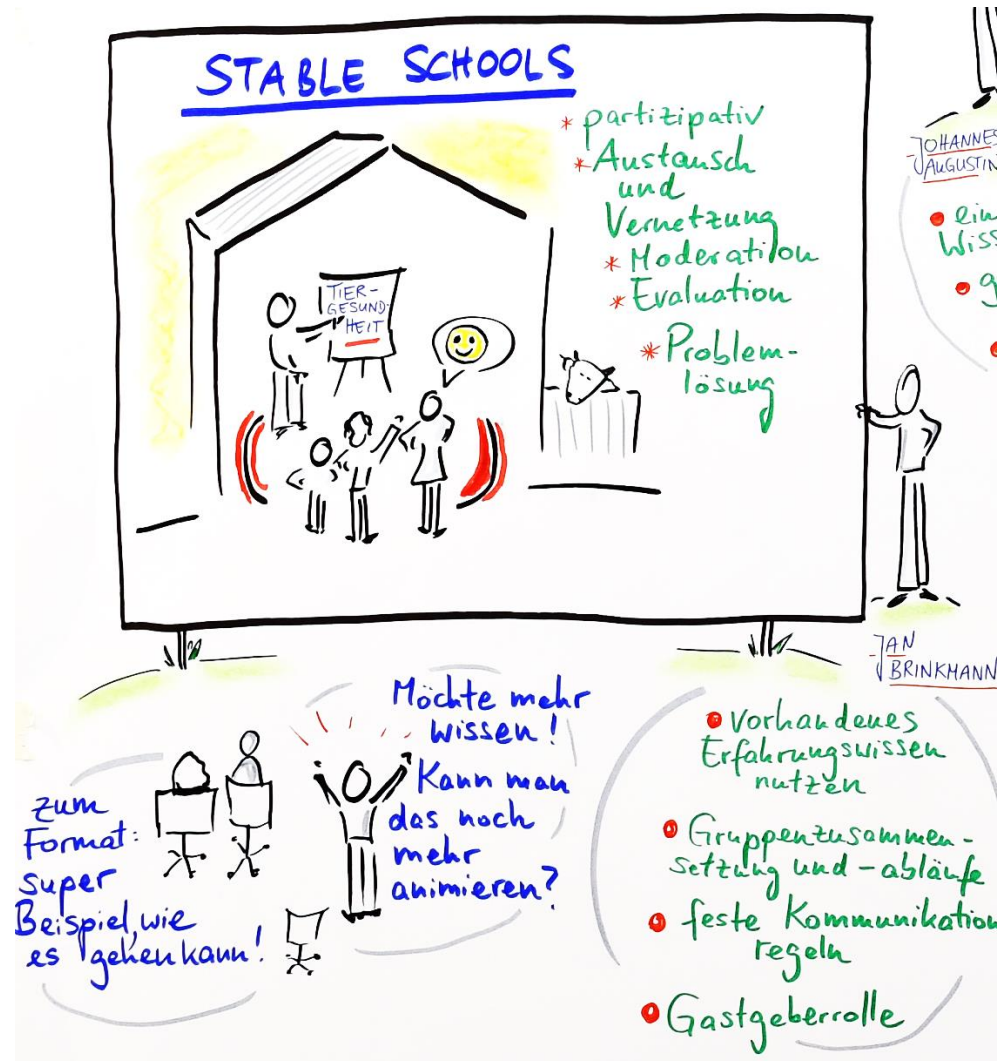 STABLE SCHOOLS
* partizipativ
* Austausch
und
Vernetzung
* Moderation
* Evaluation
* Problem-
lösung
TIER-
GESUND-
HEIT
JOHANNES
AUGUSTIN
• ein
Wiss
• g
JAN
BRINKMANN
Möchte mehr
wissen!
Kann man
das noch
mehr
animieren?
zum
Format:
super
Beispiel, wie
es gehen kann!
• vorhandenes
Erfahrungswissen
nutzen
• Gruppenzusammen-
setzung und -abläufe
• feste Kommunikation
regeln
• Gastgeberrolle